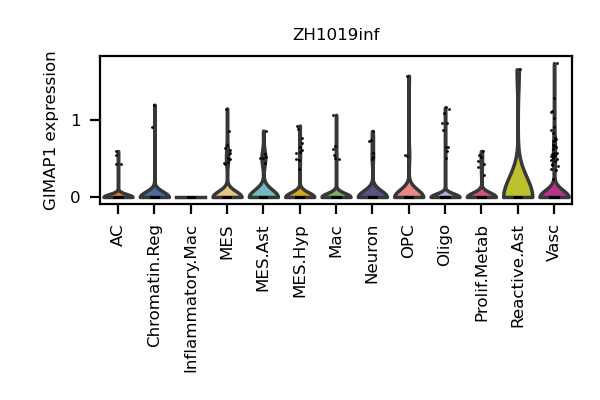 ZH1019inf
GIMAP1 expression
1
0
AC
Chromatin.Reg
Inflammatory.Mac
MES
MES.Ast
MES.Hyp
Mac
Neuron
OPC
Oligo
Prolif.Metab
Reactive.Ast
Vasc